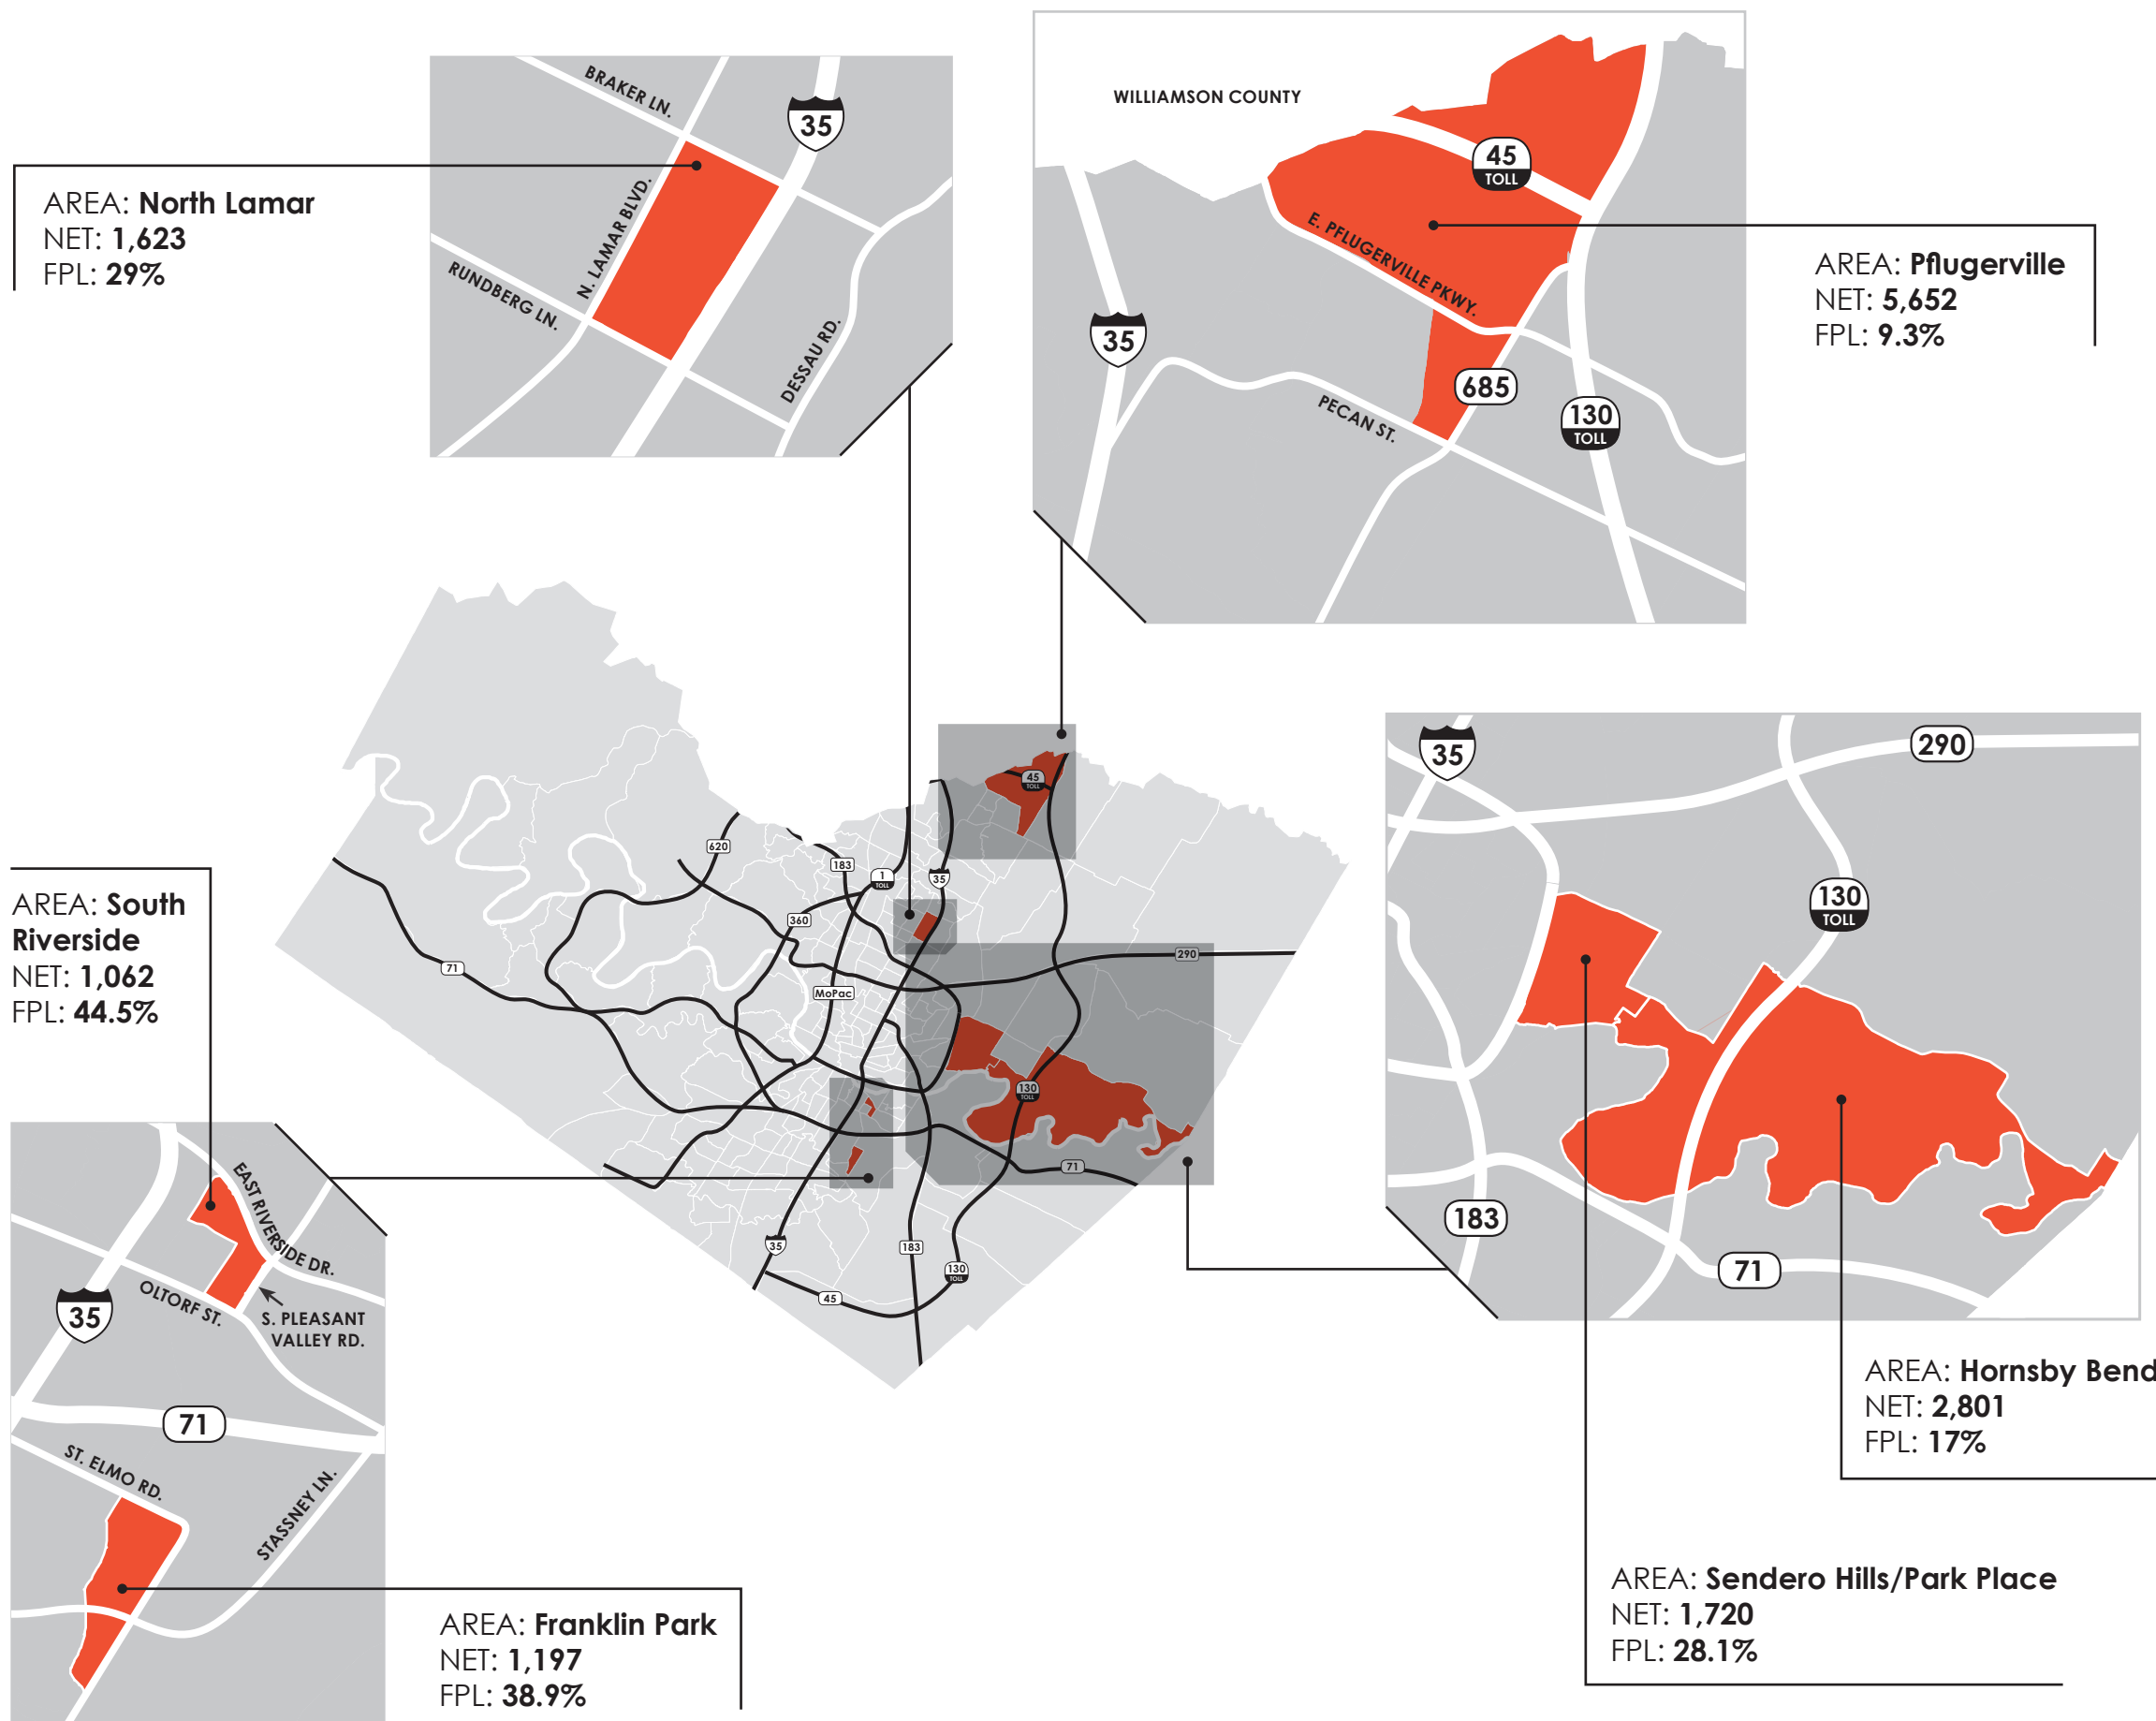 BRAKER LN.
35
N. LAMAR BLVD.
RUNDBERG LN.
DESSAU RD.
AREA: North Lamar
NET: 1,623
FPL: 29%
WILLIAMSON COUNTY
45
TOLL
E. PFLUGERVILLE PKWY.
35
685
130
TOLL
PECAN ST.
AREA: Pflugerville
NET: 5,652
FPL: 9.3%
45
TOLL
620
183
1
TOLL
35
360
71
290
MoPac
130
TOLL
71
35
183
130
TOLL
45
35
290
130
TOLL
183
71
AREA: South
Riverside
NET: 1,062
FPL: 44.5%
EAST RIVERSIDE DR.
OLTORF ST.
35
S. PLEASANT
VALLEY RD.
71
ST. ELMO RD.
STASSNEY LN.
AREA: Franklin Park
NET: 1,197
FPL: 38.9%
AREA: Hornsby Bend
NET: 2,801
FPL: 17%
AREA: Sendero Hills/Park Place
NET: 1,720
FPL: 28.1%